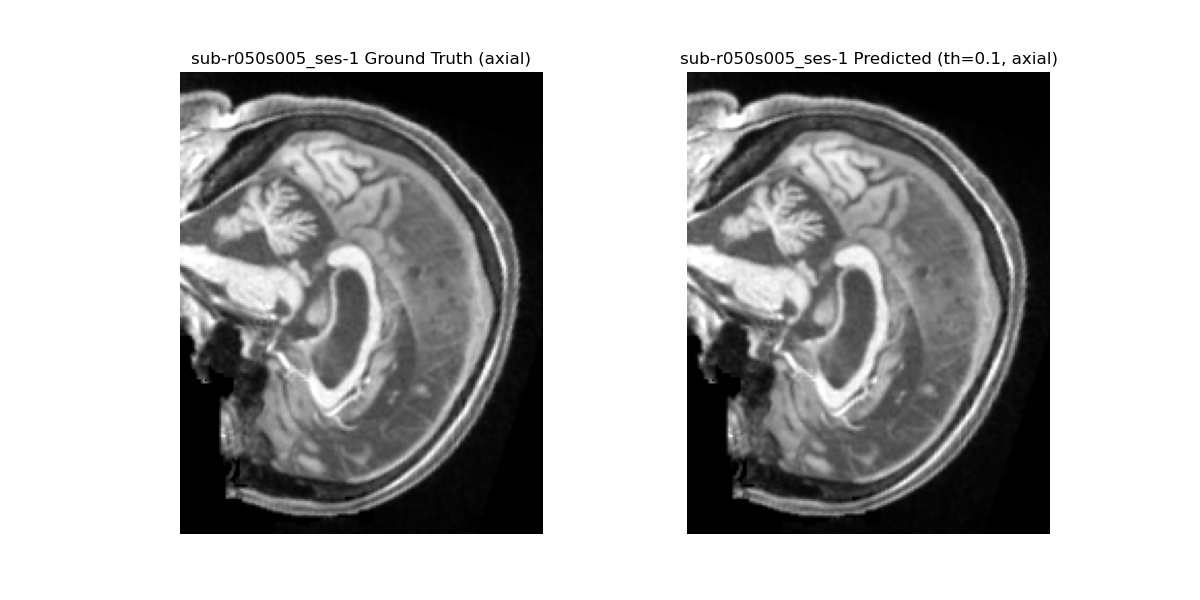 sub-r050s005_ses-1 Ground Truth (axial)
sub-r050s005_ses-1 Predicted (th=0.1, axial)